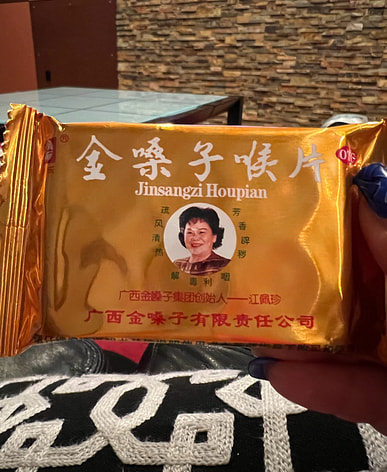 ®
金嗓子喉片
OTC
Jinsangzi Houpian
疏风清热
解毒利咽
芳香辟秽
广西金嗓子集团创始人——江佩珍
广西金嗓子有限责任公司